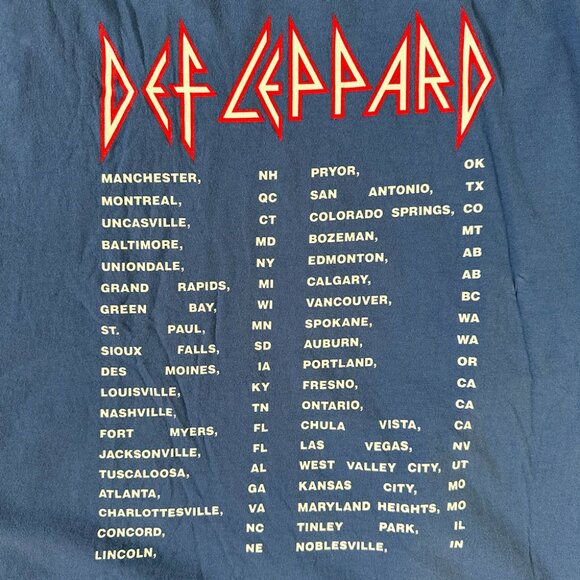 DEF LEPPARD
MANCHESTER, NH
MONTREAL, QC
UNCASVILLE, CT
BALTIMORE, MD
UNIONDALE, NY
GRAND RAPIDS, MI
GREEN BAY, WI
ST. PAUL, MN
SIOUX FALLS, SD
DES MOINES, IA
LOUISVILLE, KY
NASHVILLE, TN
FORT MYERS, FL
JACKSONVILLE, FL
TUSCALOOSA, AL
ATLANTA, GA
CHARLOTTESVILLE, VA
CONCORD, NC
LINCOLN, NE
PRYOR, OK
SAN ANTONIO, TX
COLORADO SPRINGS, CO
BOZEMAN, MT
EDMONTON, AB
CALGARY, AB
VANCOUVER, BC
SPOKANE, WA
AUBURN, WA
PORTLAND, OR
FRESNO, CA
ONTARIO, CA
CHULA VISTA, CA
LAS VEGAS, NV
WEST VALLEY CITY, UT
KANSAS CITY, MO
MARYLAND HEIGHTS, MO
TINLEY PARK, IL
NOBLESVILLE, IN